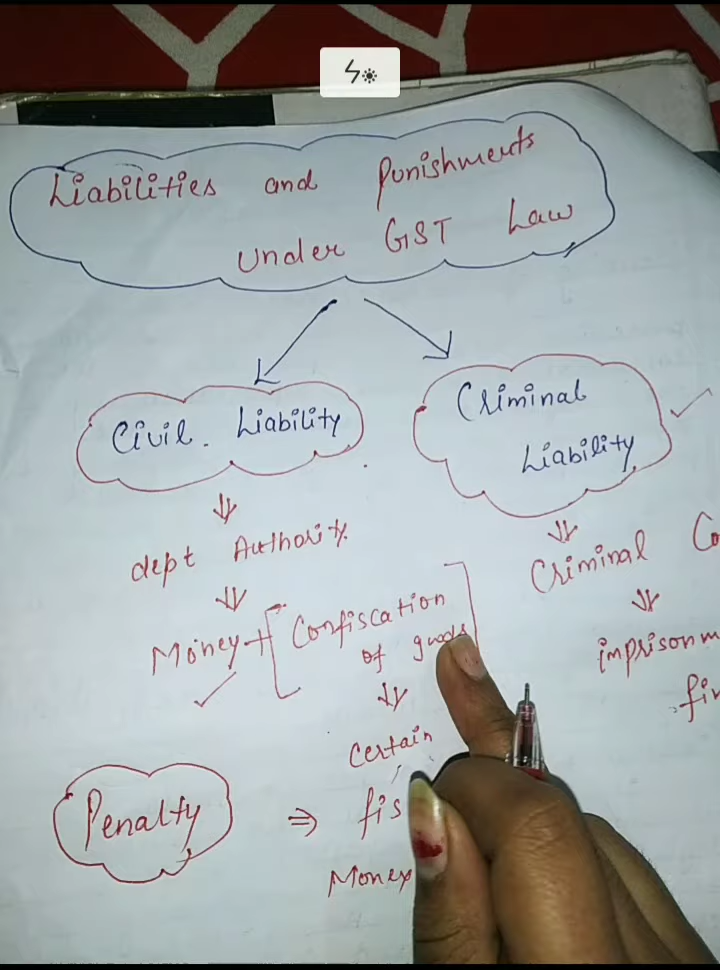 Liabilities and Punishments
under GST Law
Civil. Liability
Criminal
Liability
dept Authority
Criminal
Money + [Confiscation
of goods]
Certain
Penalty ⇒
Money